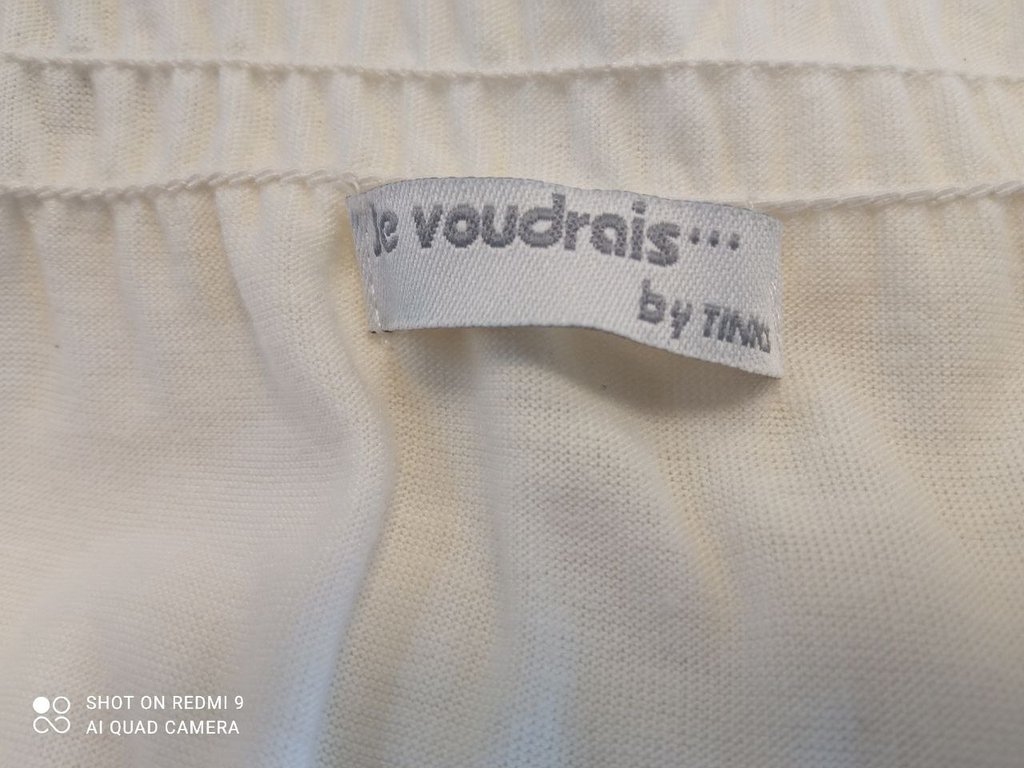 je voudrais...
by
SHOT ON REDMI 9
AI QUAD CAMERA